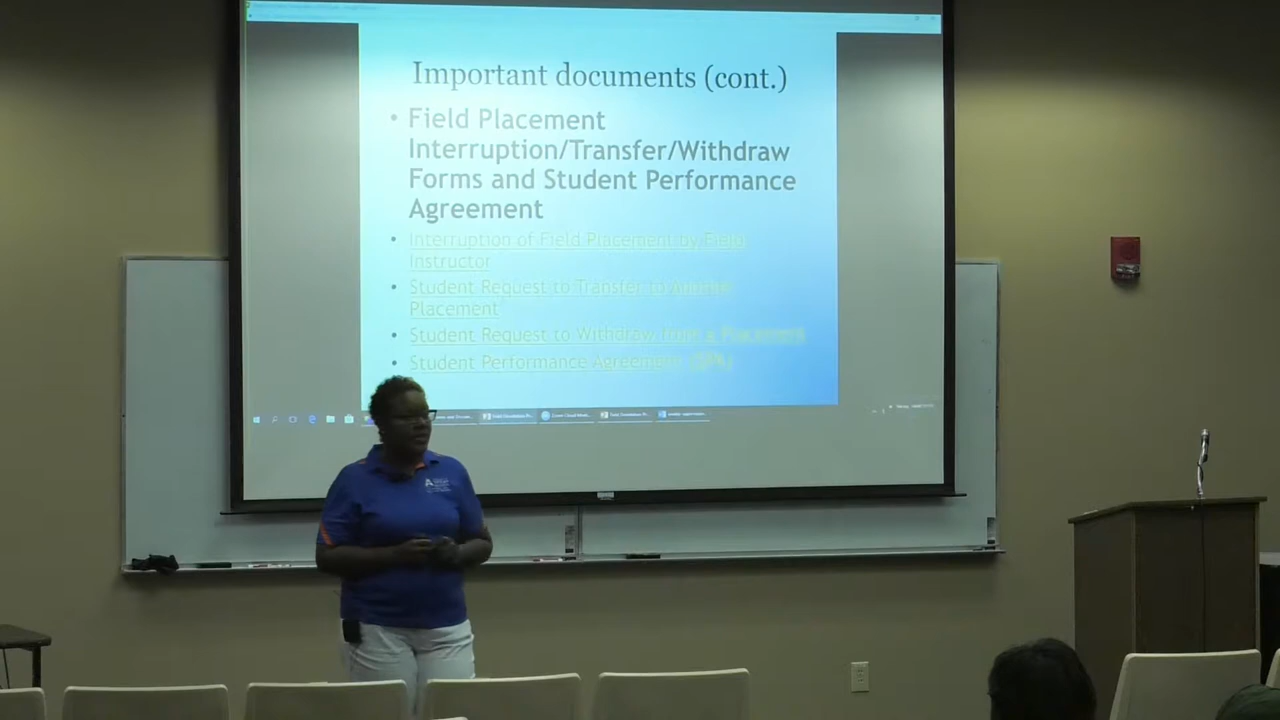 Important documents (cont.)
• Field Placement
Interruption/Transfer/Withdraw
Forms and Student Performance
Agreement
• Interruption of Field Placement by Field
Instructor
• Student Request to Transfer to Another
Placement
• Student Request to Withdraw from a Placement
• Student Performance Agreement (SPA)